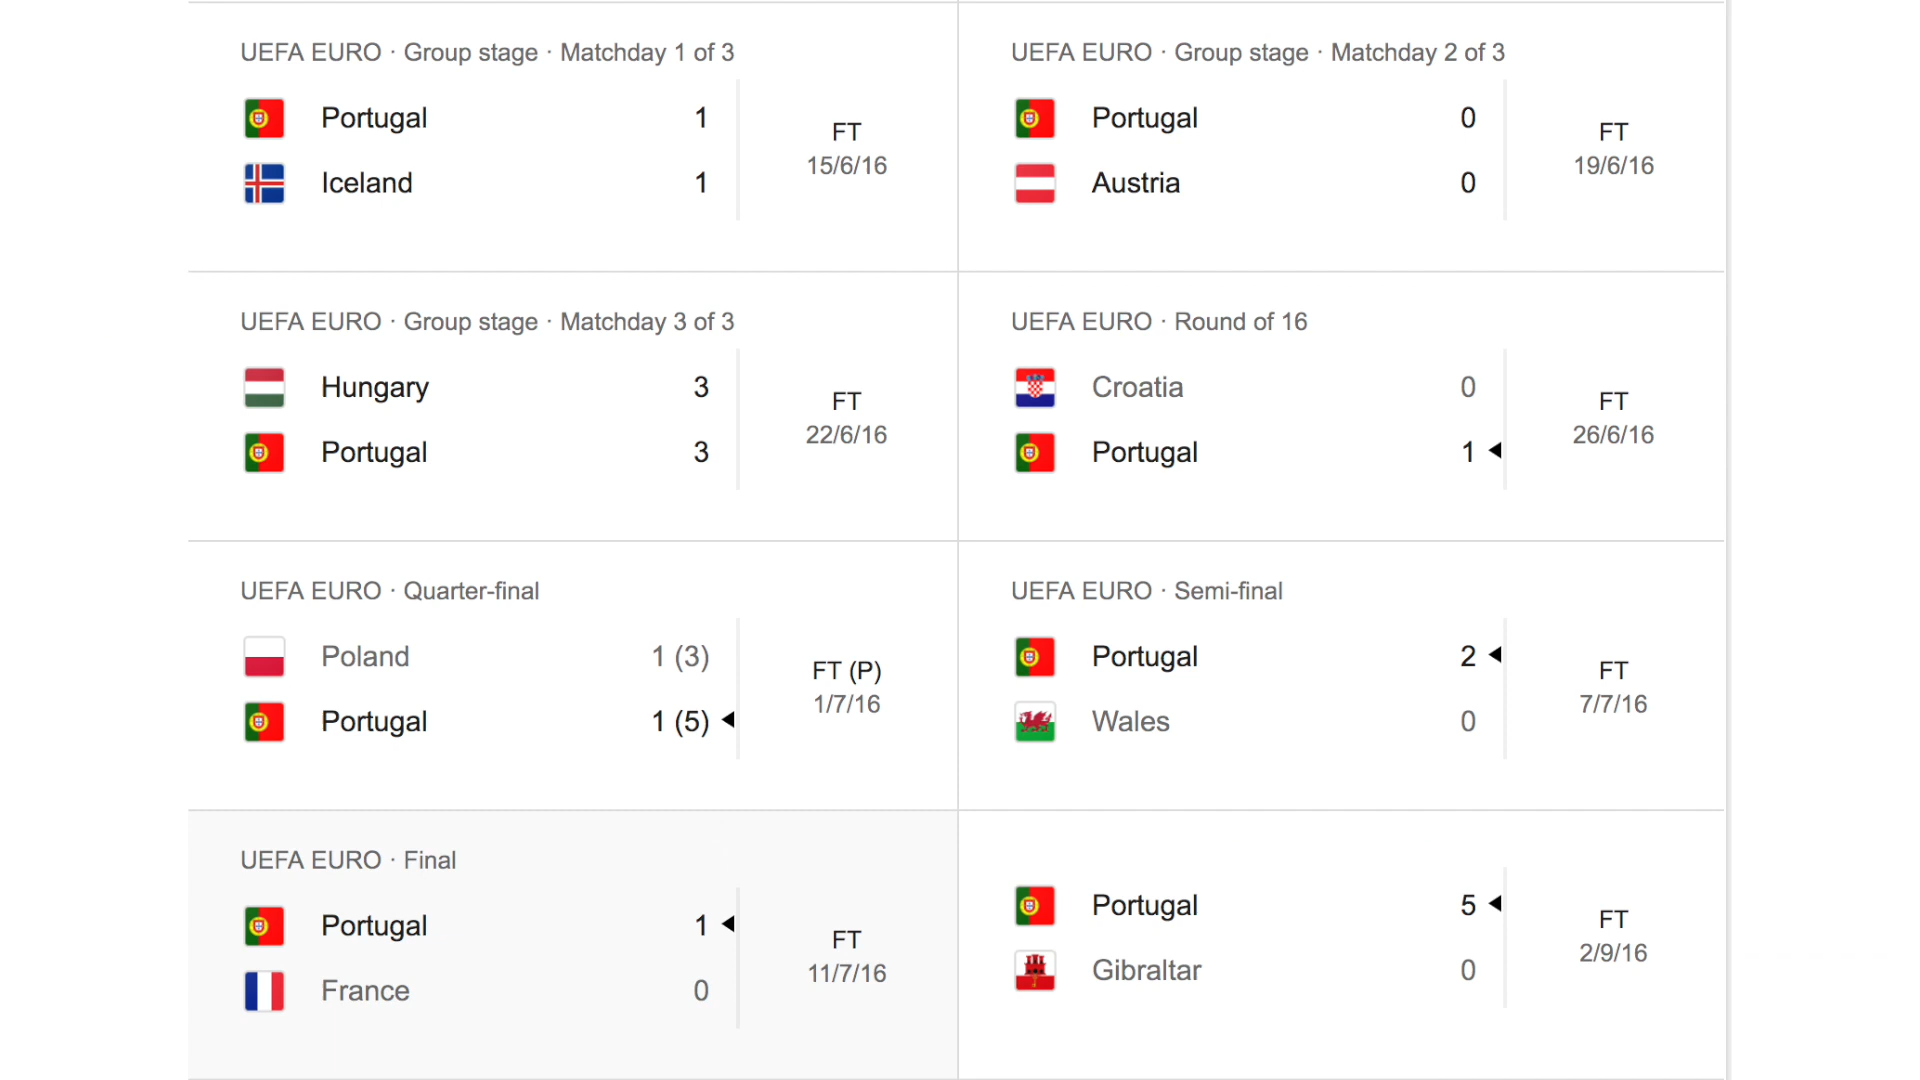 UEFA EURO · Group stage · Matchday 1 of 3
Portugal 1
Iceland 1
FT
15/6/16
UEFA EURO · Group stage · Matchday 2 of 3
Portugal 0
Austria 0
FT
19/6/16
UEFA EURO · Group stage · Matchday 3 of 3
Hungary 3
Portugal 3
FT
22/6/16
UEFA EURO · Round of 16
Croatia 0
Portugal 1
FT
26/6/16
UEFA EURO · Quarter-final
Poland 1 (3)
Portugal 1 (5)
FT (P)
1/7/16
UEFA EURO · Semi-final
Portugal 2
Wales 0
FT
7/7/16
UEFA EURO · Final
Portugal 1
France 0
FT
11/7/16
Portugal 5
Gibraltar 0
FT
2/9/16